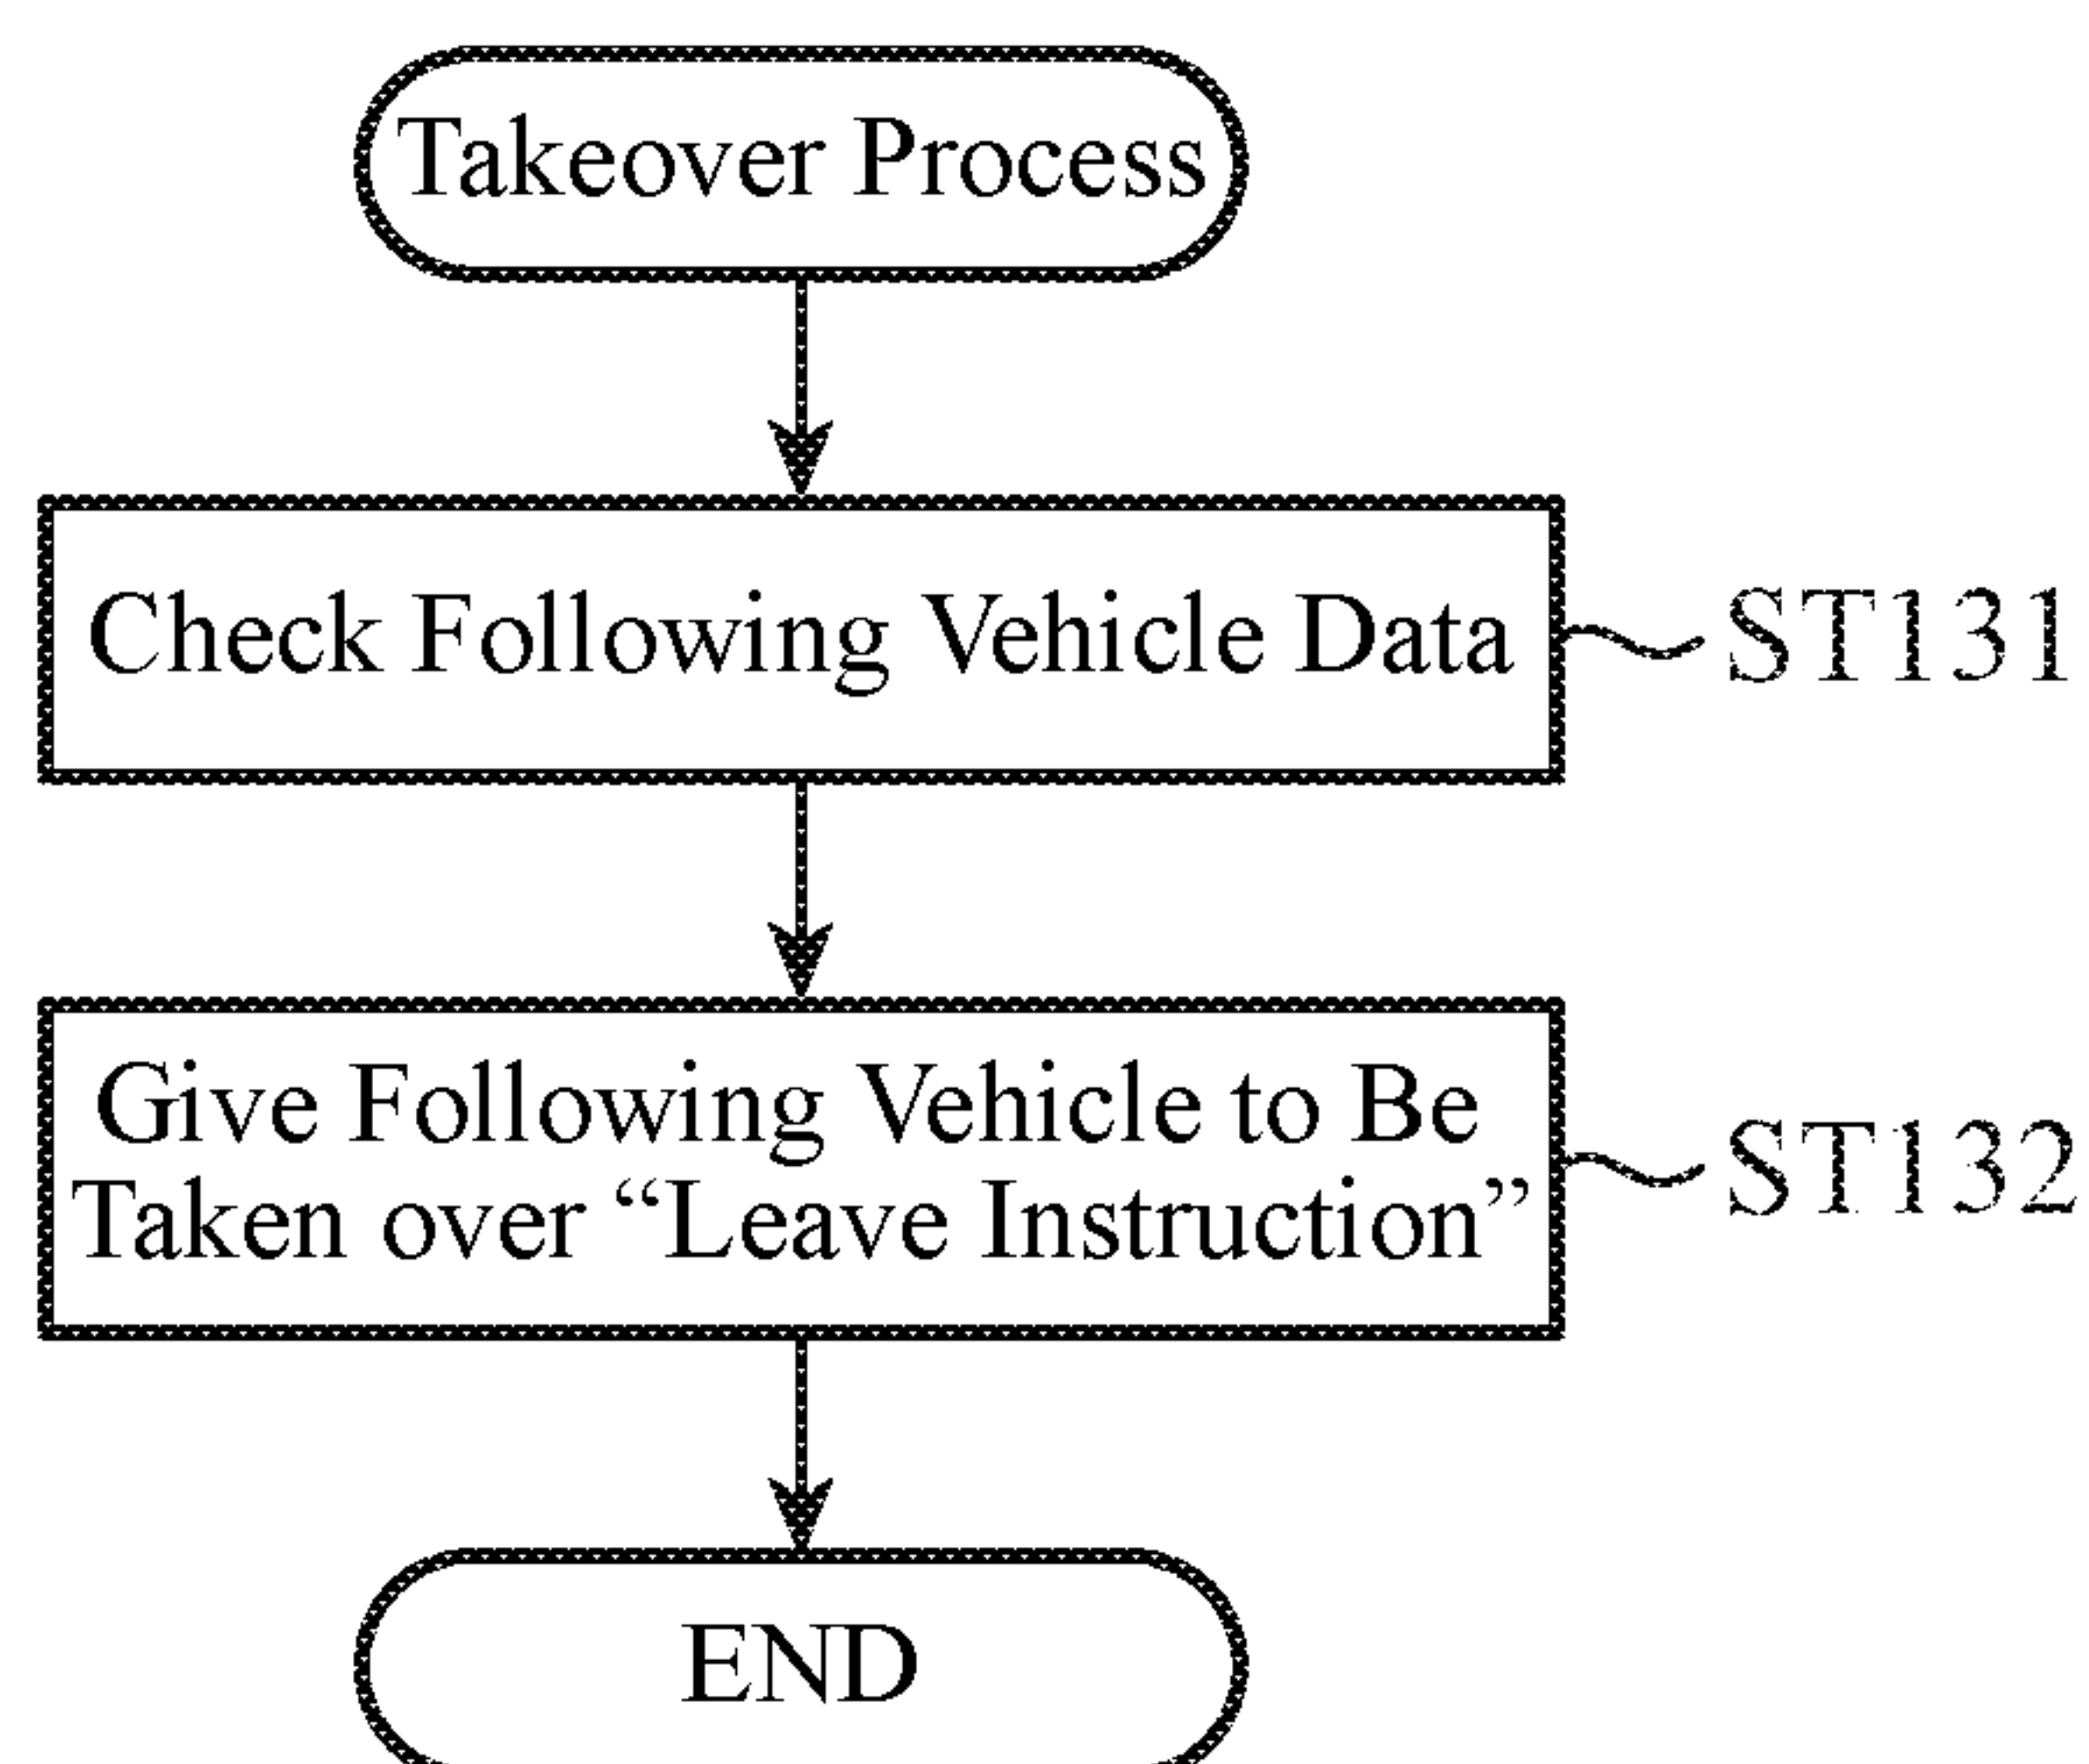 Takeover Process
Check Following Vehicle Data
ST131
Give Following Vehicle to Be
Taken over “Leave Instruction”
ST132
END